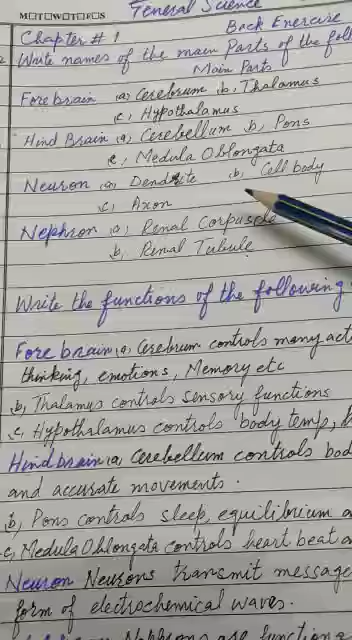 General Science
Back Exercise
Chapter # 1
Write names of the main Parts of the foll
Main Parts
Fore brain (a) Cerebrum (b, Thalamus
(c, Hypothalamus
Hind Brain (a, Cerebellum b, Pons
c, Medula Oblongata
Neuron (a) Dendrite (b, Cell body
(c, Axon
Nephron (a, Renal Corpuscle
b, Renal Tubule
Write the functions of the following
Fore brain (a, Cerebrum controls many act
thinking, emotions, Memory etc
b, Thalamus controls sensory functions
c, Hypothalamus controls body temp,
Hind brain (a, Cerebellum controls bod
and accurate movements.
b, Pons controls sleep, equilibrium a
c, Medula Oblongata controls heart beat a
Neuron Neurons transmit message
form of electrochemical waves.
Nephrons are function